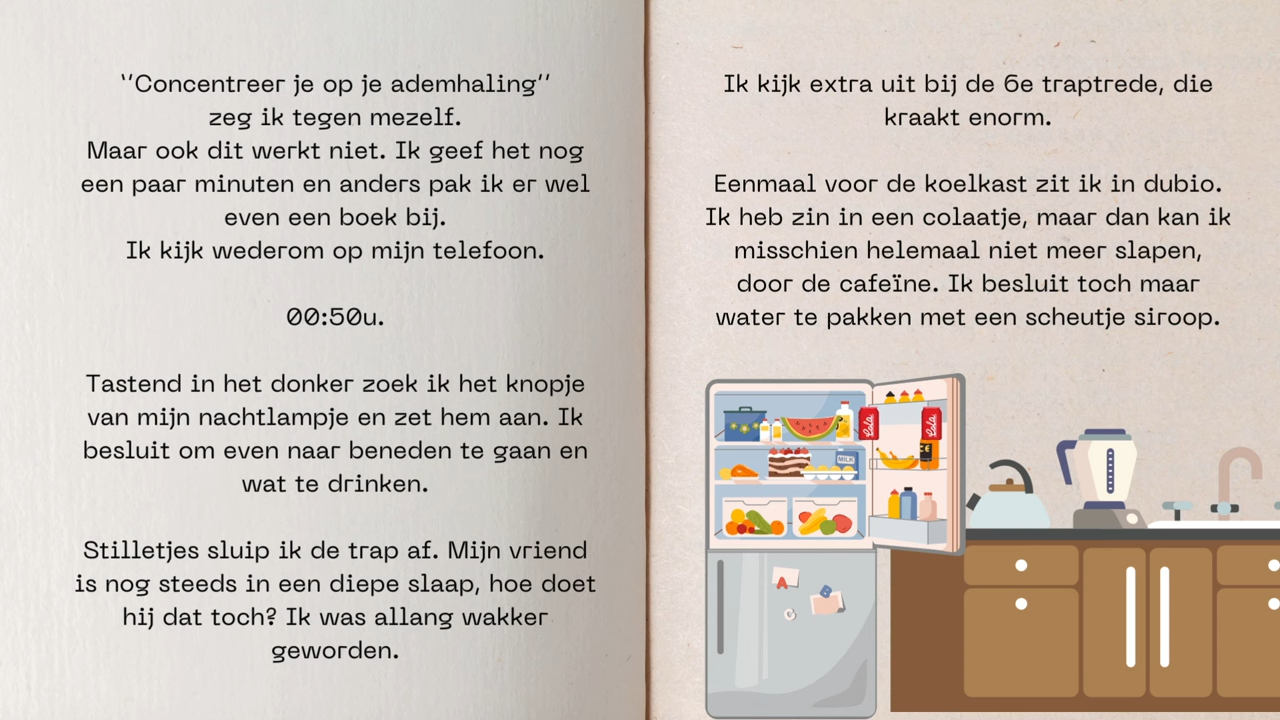 ‘‘Concentreer je op je ademhaling’’
zeg ik tegen mezelf.
Maar ook dit werkt niet. Ik geef het nog
een paar minuten en anders pak ik er wel
even een boek bij.
Ik kijk wederom op mijn telefoon.
00:50u.
Tastend in het donker zoek ik het knopje
van mijn nachtlampje en zet hem aan. Ik
besluit om even naar beneden te gaan en
wat te drinken.
Stilletjes sluip ik de trap af. Mijn vriend
is nog steeds in een diepe slaap, hoe doet
hij dat toch? Ik was allang wakker
geworden.
Ik kijk extra uit bij de 6e traptrede, die
kraakt enorm.
Eenmaal voor de koelkast zit ik in dubio.
Ik heb zin in een colaatje, maar dan kan ik
misschien helemaal niet meer slapen,
door de cafeïne. Ik besluit toch maar
water te pakken met een scheutje siroop.
Cola
Cola
MILK
A
B
C